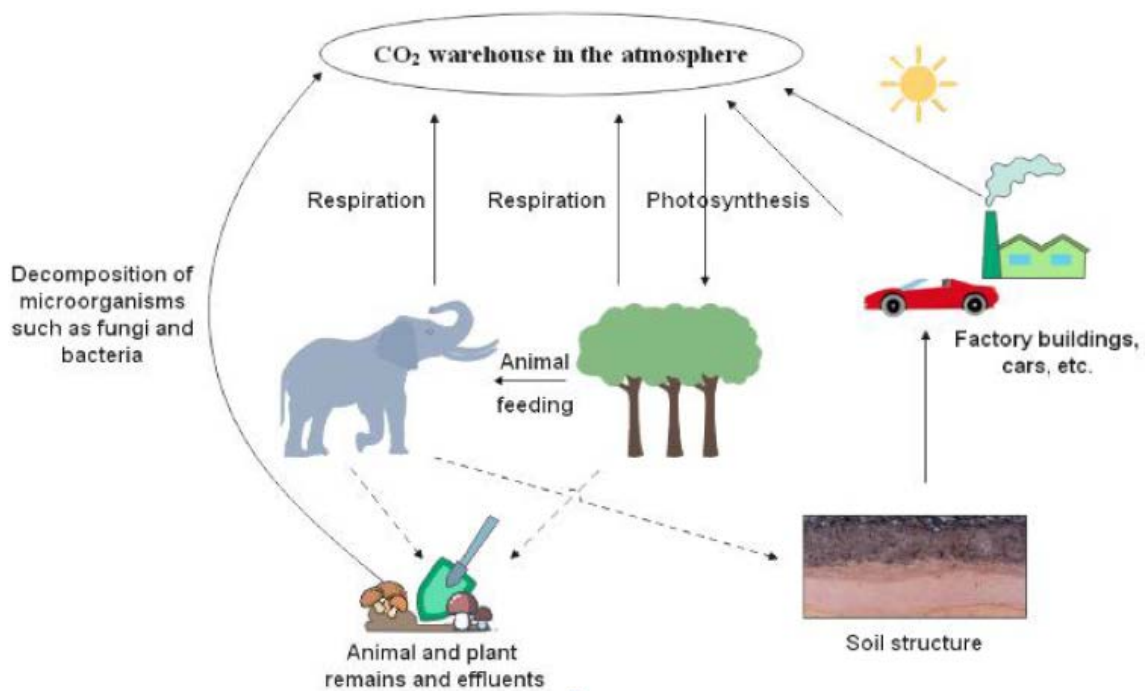 CO₂ warehouse in the atmosphere
Respiration
Respiration
Photosynthesis
Decomposition of
microorganisms
such as fungi and
bacteria
Animal
feeding
Factory buildings,
cars, etc.
Animal and plant
remains and effluents
Soil structure